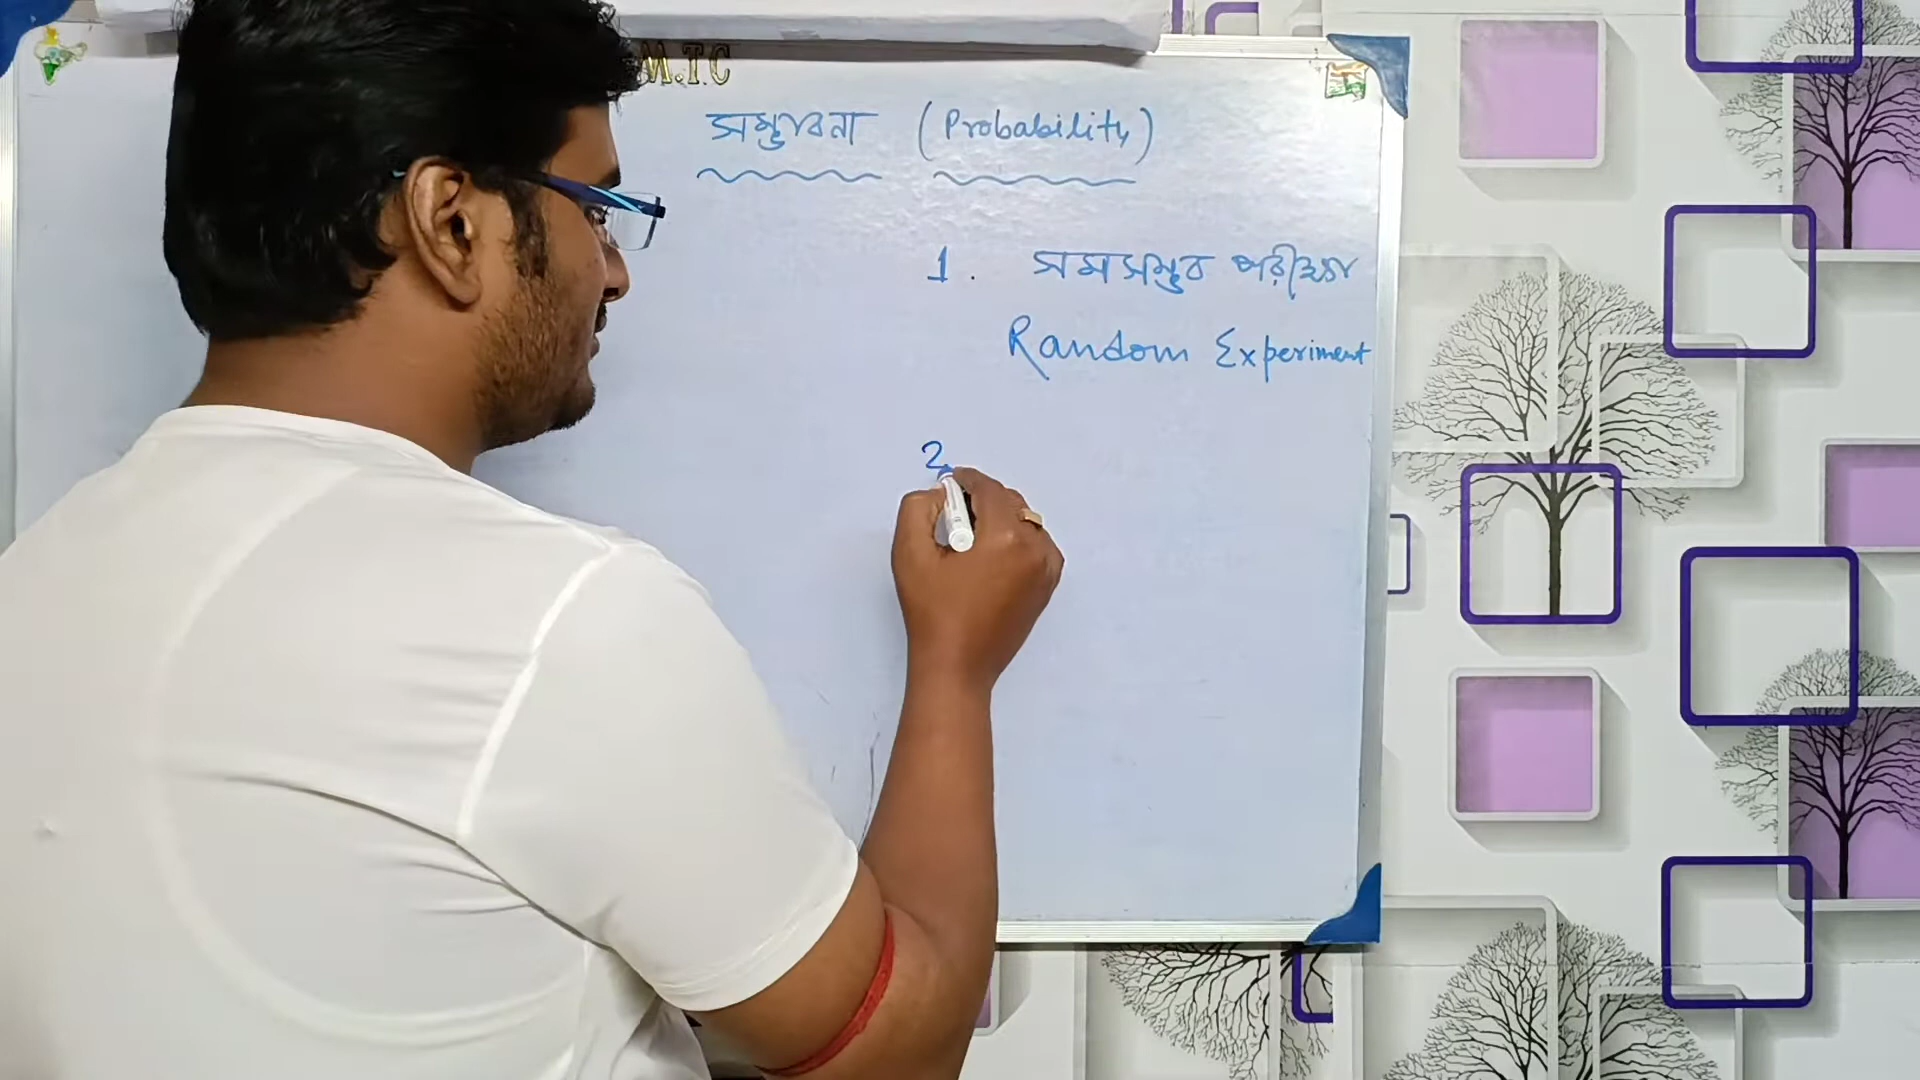 M.T.C
সম্ভাবনা (Probability)
1. সমসম্ভব পরীক্ষা
Random Experiment
2